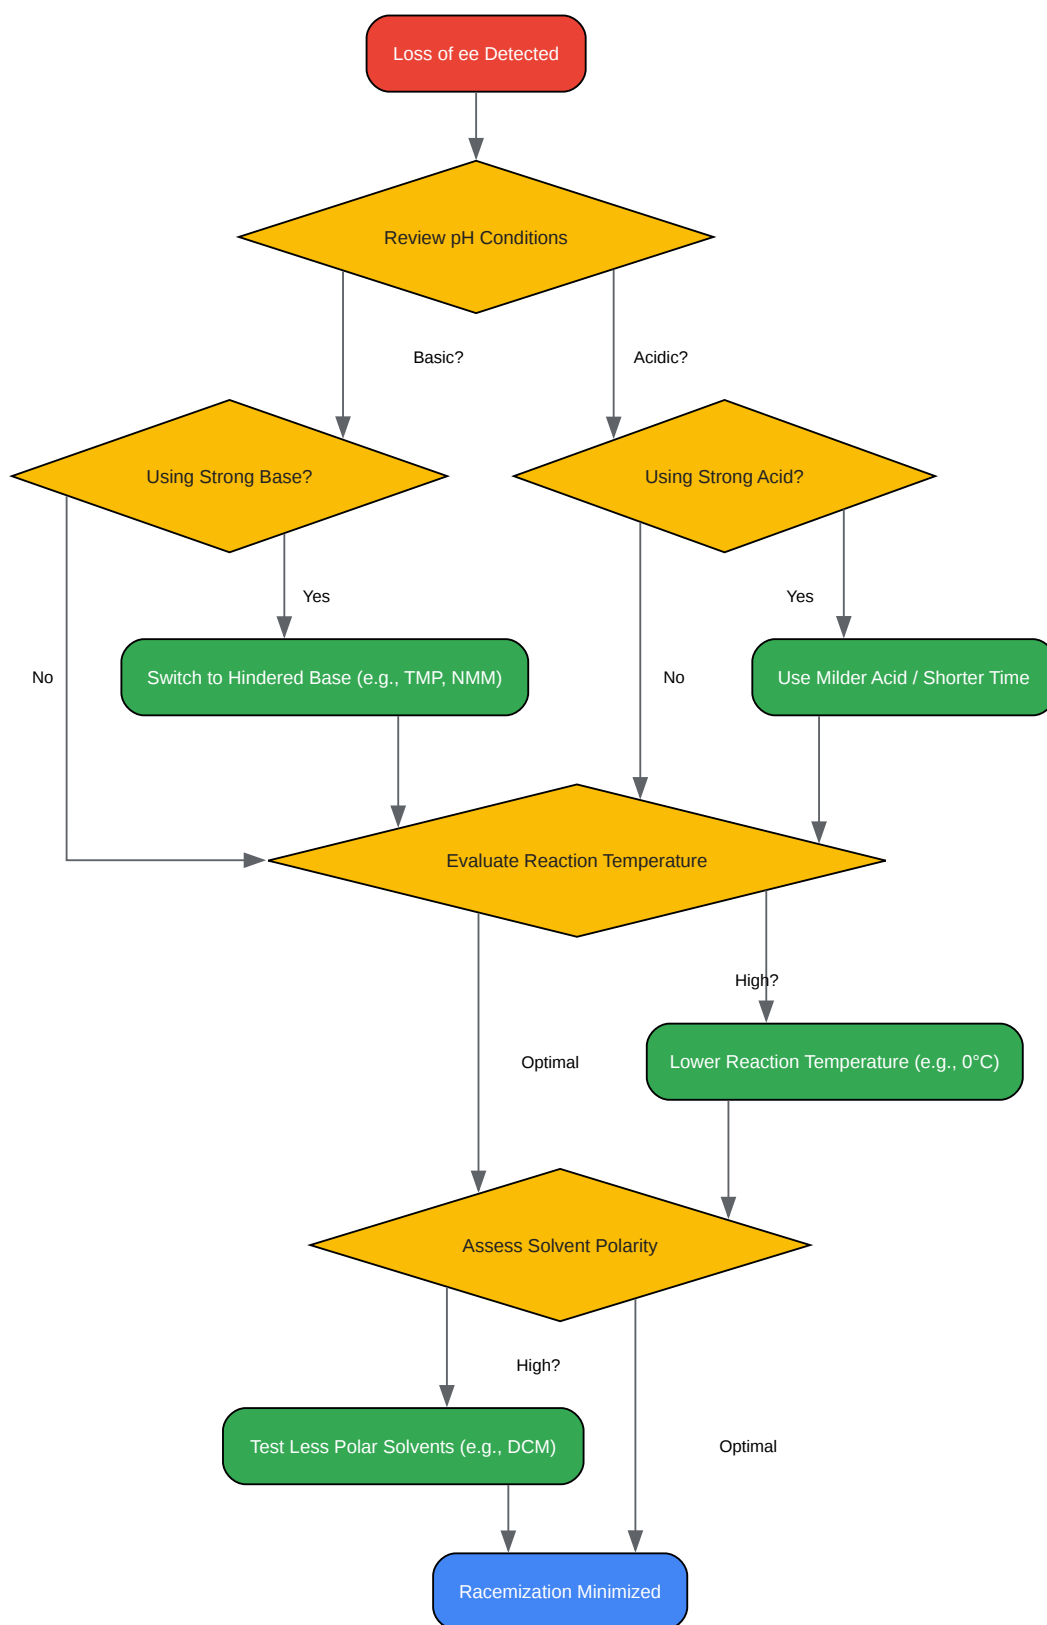 Loss of ee Detected
Review pH Conditions
Basic?
Acidic?
Using Strong Base?
Using Strong Acid?
Yes
Yes
No
Switch to Hindered Base (e.g., TMP, NMM)
No
Use Milder Acid / Shorter Time
Evaluate Reaction Temperature
High?
Optimal
Lower Reaction Temperature (e.g., 0°C)
Assess Solvent Polarity
High?
Test Less Polar Solvents (e.g., DCM)
Optimal
Racemization Minimized